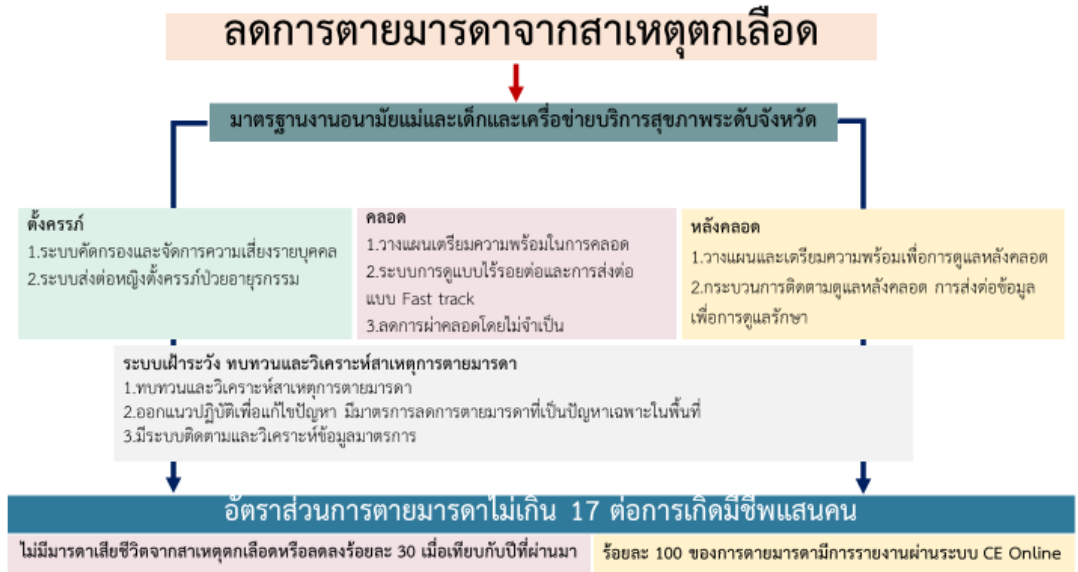 ลดการตายมารดาจากสาเหตุตกเลือด
มาตรฐานงานอนามัยแม่และเด็กและเครื่อข่ายบริการสุขภาพระดับจังหวัด
ตั้งครรภ์
1.ระบบคัดกรองและจัดการความเสี่ยงรายบุคคล
2.ระบบส่งต่อหญิงตั้งครรภ์ป่วยอายุรกรรม
คลอด
1.วางแผนเตรียมความพร้อมในการคลอด
2.ระบบการดูแบบไร้รอยต่อและการส่งต่อ
แบบ Fast track
3.ลดการผ่าคลอดโดยไม่จำเป็น
หลังคลอด
1.วางแผนและเตรียมความพร้อมเพื่อการดูแลหลังคลอด
2.กระบวนการติดตามดูแลหลังคลอด การส่งต่อข้อมูล
เพื่อการดูแลรักษา
ระบบเฝ้าระวัง ทบทวนและวิเคราะห์สาเหตุการตายมารดา
1.ทบทวนและวิเคราะห์สาเหตุการตายมารดา
2.ออกแนวปฏิบัติเพื่อแก้ไขปัญหา มีมาตรการลดการตายมารดาที่เป็นปัญหาเฉพาะในพื้นที่
3.มีระบบติดตามและวิเคราะห์ข้อมูลมาตรการ
อัตราส่วนการตายมารดาไม่เกิน 17 ต่อการเกิดมีชีพแสนคน
ไม่มีมารดาเสียชีวิตจากสาเหตุตกเลือดหรือลดลงร้อยละ 30 เมื่อเทียบกับปีที่ผ่านมา
ร้อยละ 100 ของการตายมารดามีการรายงานผ่านระบบ CE Online